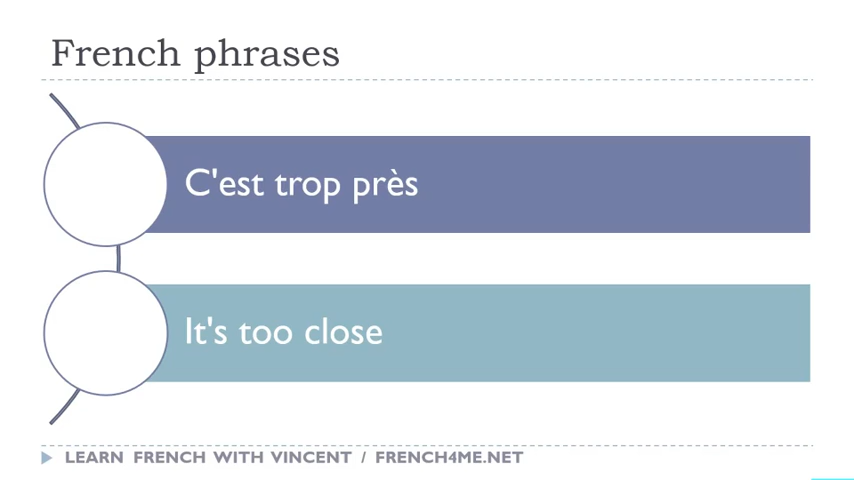 French phrases
C'est trop près
It's too close
LEARN FRENCH WITH VINCENT / FRENCH4ME.NET